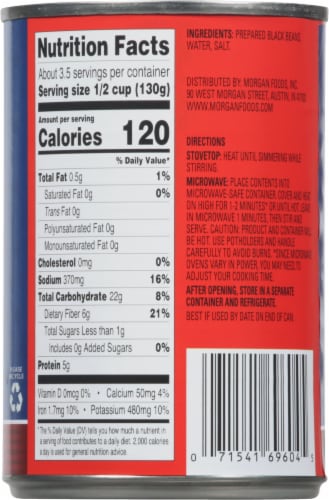 Nutrition Facts
About 3.5 servings per container
Serving size 1/2 cup (130g)
Amount per serving
Calories 120
% Daily Value*
Total Fat 0.5g 1%
Saturated Fat 0g 0%
Trans Fat 0g
Polyunsaturated Fat 0g
Monounsaturated Fat 0g
Cholesterol 0mg 0%
Sodium 370mg 16%
Total Carbohydrate 22g 8%
Dietary Fiber 6g 21%
Total Sugars Less than 1g
Includes 0g Added Sugars 0%
Protein 5g
Vitamin D 0mcg 0% • Calcium 50mg 4%
Iron 1.7mg 10% • Potassium 480mg 10%
*The % Daily Value (DV) tells you how much a nutrient in
a serving of food contributes to a daily diet. 2,000 calories
a day is used for general nutrition advice.
PLEASE
RECYCLE
INGREDIENTS: PREPARED BLACK BEANS,
WATER, SALT.
DISTRIBUTED BY: MORGAN FOODS, INC.
90 WEST MORGAN STREET, AUSTIN, IN 47102
WWW.MORGANFOODS.COM
DIRECTIONS
STOVETOP: HEAT UNTIL SIMMERING WHILE
STIRRING.
MICROWAVE: PLACE CONTENTS INTO
MICROWAVE-SAFE CONTAINER. COVER AND HEAT
ON HIGH FOR 1-2 MINUTES* OR UNTIL HOT. LEAVE
IN MICROWAVE 1 MINUTE, THEN STIR AND
SERVE. CAUTION: PRODUCT AND CONTAINER WILL
BE HOT. USE POTHOLDERS AND HANDLE
CAREFULLY TO AVOID BURNS. *SINCE MICROWAVE
OVENS VARY IN POWER, YOU MAY NEED TO
ADJUST YOUR COOKING TIME.
AFTER OPENING, STORE IN A SEPARATE
CONTAINER AND REFRIGERATE.
BEST IF USED BY DATE ON END OF CAN.
0 71541 69604 5